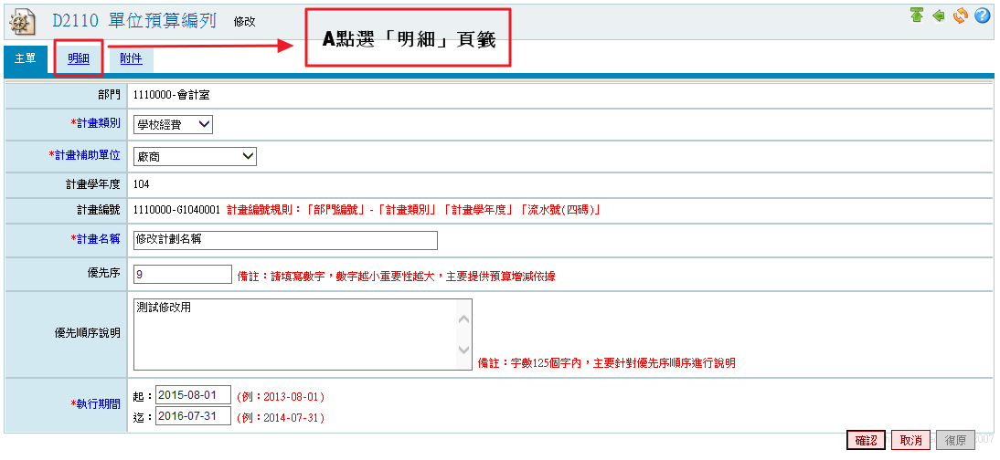 D2110 單位預算編列 修改
A點選「明細」頁籤
主單 明細 附件
部門 1110000-會計室
*計畫類別 學校經費
*計畫補助單位 廠商
計畫學年度 104
計畫編號 1110000-G1040001 計畫編號規則：「部門編號」-「計畫類別」「計畫學年度」「流水號(四碼)」
*計畫名稱 修改計劃名稱
優先序 9 備註：請填寫數字，數字越小重要性越大，主要提供預算增減依據
優先順序說明 測試修改用
備註：字數125個字內，主要針對優先序順序進行說明
*執行期間 起：2015-08-01 (例：2013-08-01)
迄：2016-07-31 (例：2014-07-31)
確認 取消 復原 2007